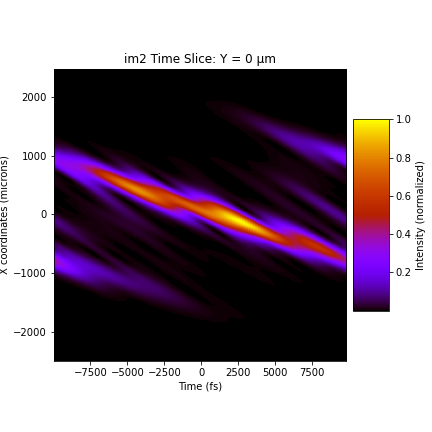 im2 Time Slice: Y = 0 μm
2000
1000
0
−1000
−2000
X coordinates (microns)
−7500 −5000 −2500 0 2500 5000 7500
Time (fs)
1.0
0.8
0.6
0.4
0.2
Intensity (normalized)